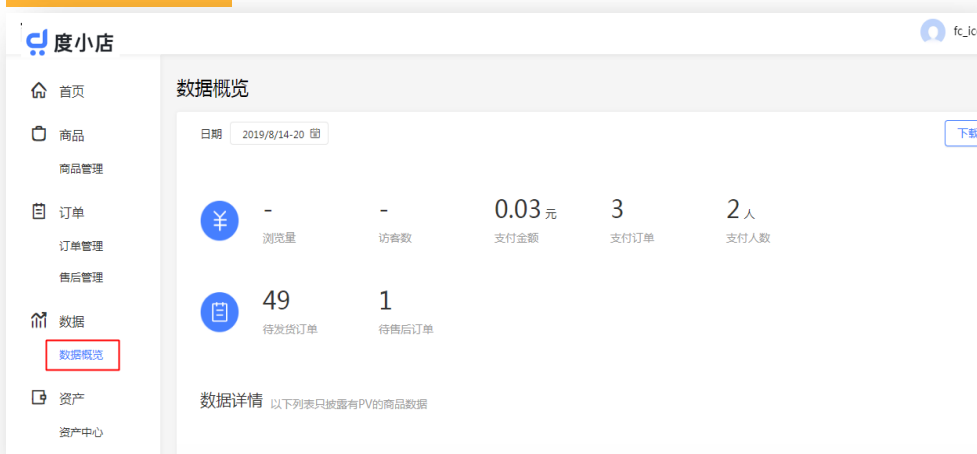 度小店
fc_ic
首页
商品
商品管理
订单
订单管理
售后管理
数据
数据概览
资产
资产中心
数据概览
日期 2019/8/14-20
下载
- - 0.03 元 3 2 人
浏览量 访客数 支付金额 支付订单 支付人数
49 1
待发货订单 待售后订单
数据详情 以下列表只披露有PV的商品数据